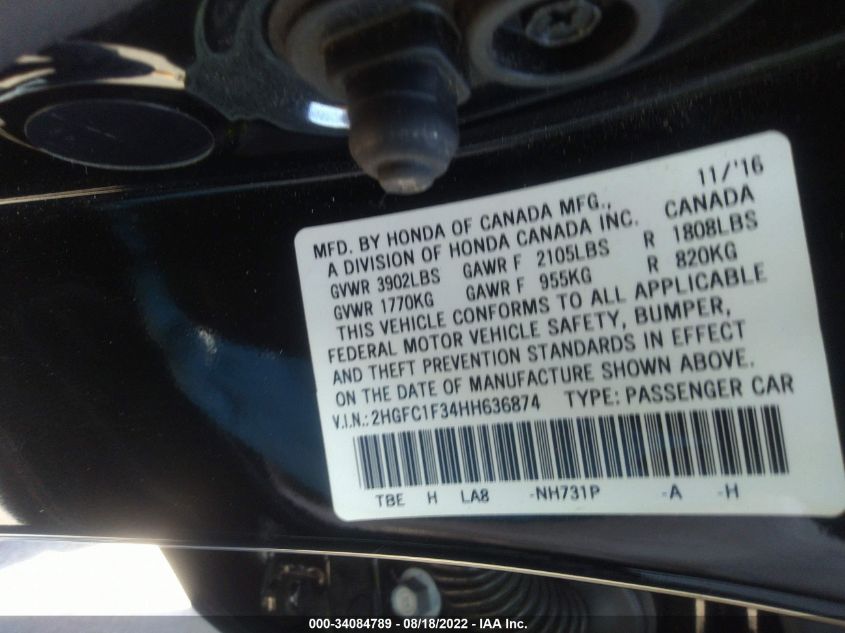 11/'16
MFD. BY HONDA OF CANADA MFG.,
A DIVISION OF HONDA CANADA INC. CANADA
GVWR 3902LBS GAWR F 2105LBS R 1808LBS
GVWR 1770KG GAWR F 955KG R 820KG
THIS VEHICLE CONFORMS TO ALL APPLICABLE
FEDERAL MOTOR VEHICLE SAFETY, BUMPER,
AND THEFT PREVENTION STANDARDS IN EFFECT
ON THE DATE OF MANUFACTURE SHOWN ABOVE.
V.I.N.: 2HGFC1F34HH636874 TYPE: PASSENGER CAR
TBE H LA8 -NH731P -A -H
000-34084789 - 08/18/2022 - IAA Inc.